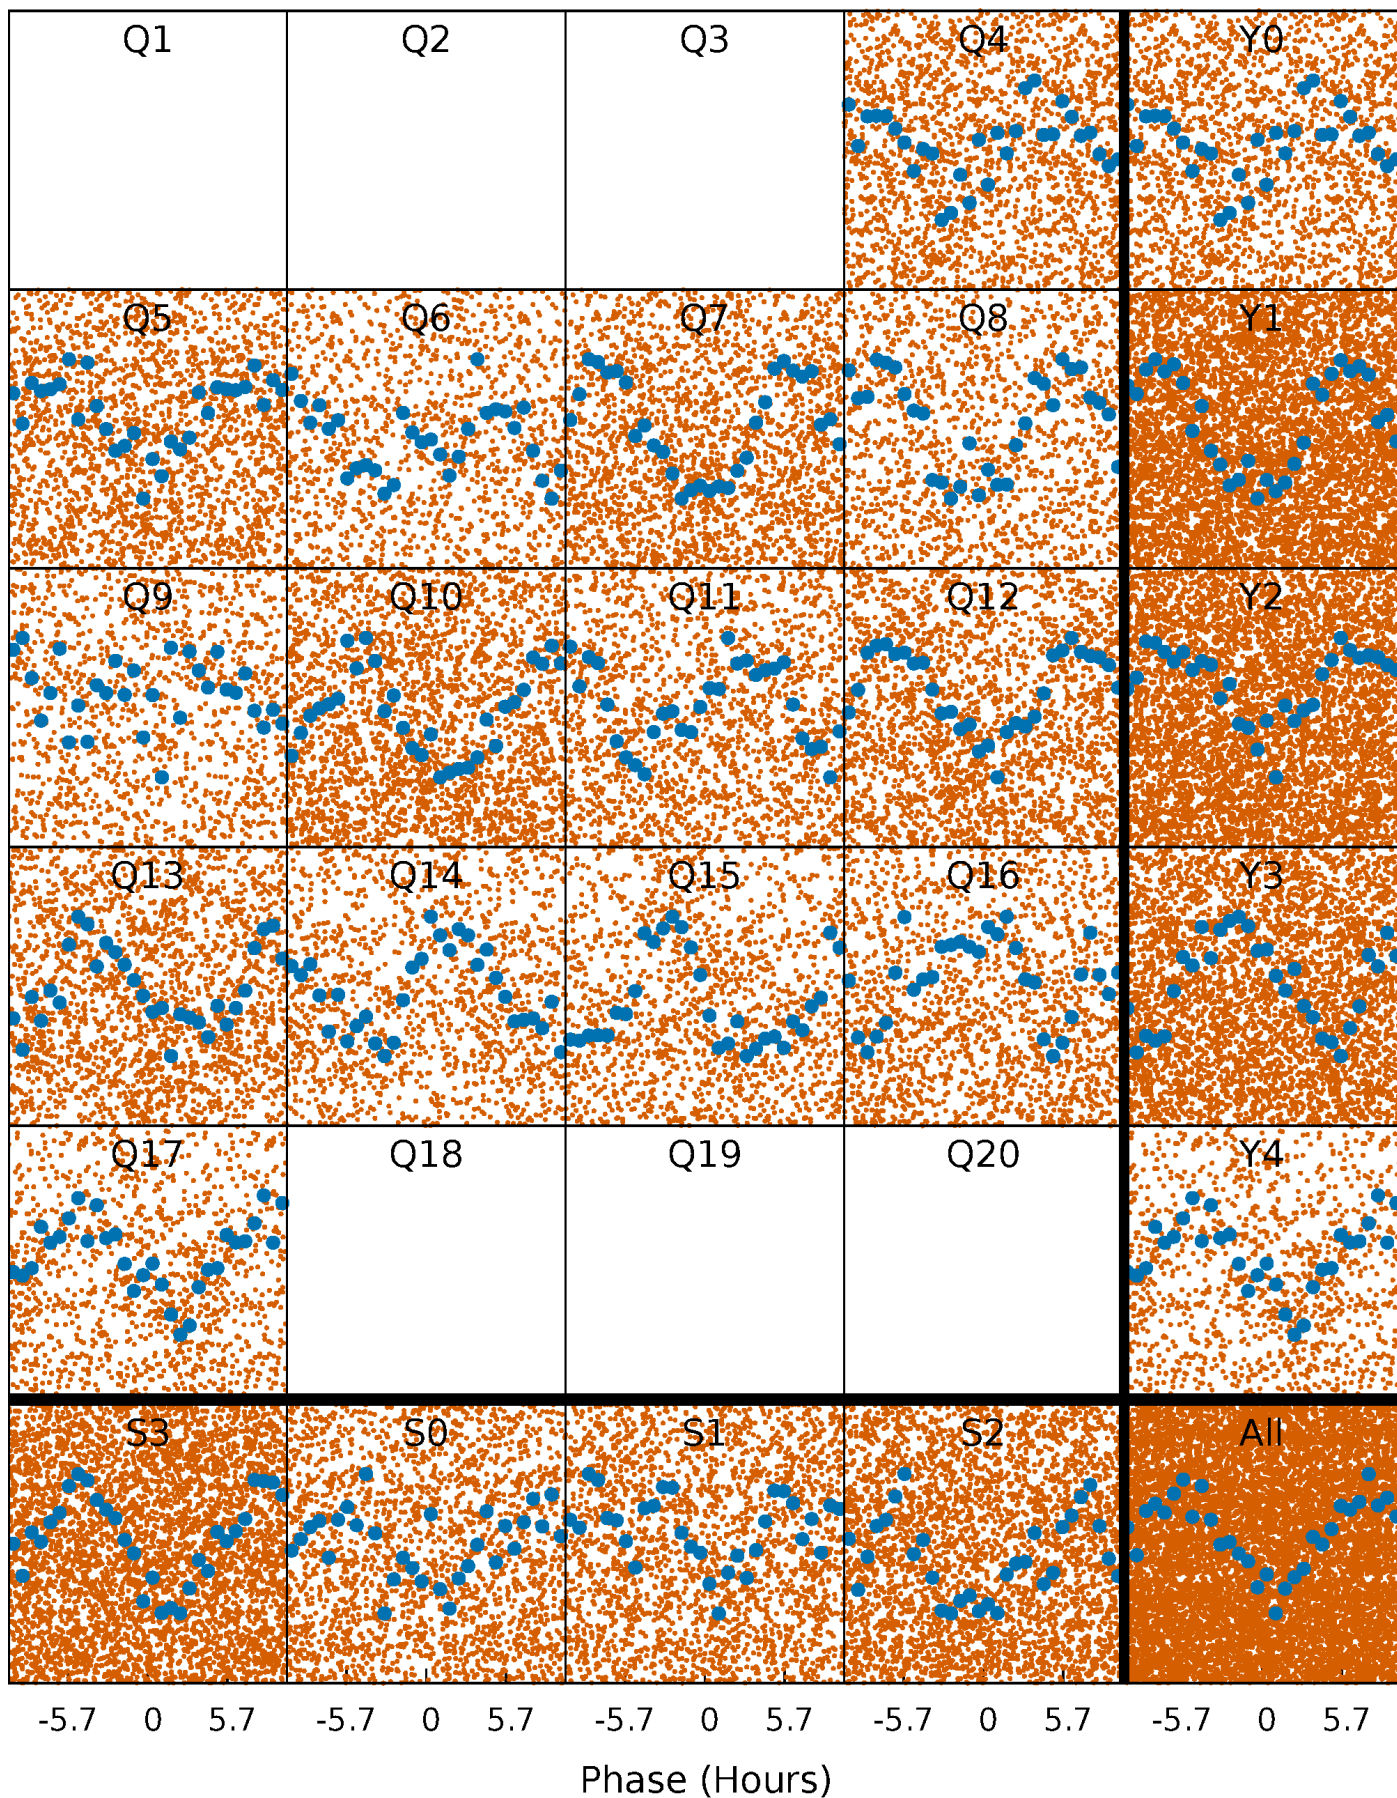 Q1 Q2 Q3 Q4 Y0
Q5 Q6 Q7 Q8 Y1
Q9 Q10 Q11 Q12 Y2
Q13 Q14 Q15 Q16 Y3
Q17 Q18 Q19 Q20 Y4
S3 S0 S1 S2 All
-5.7 0 5.7 -5.7 0 5.7 -5.7 0 5.7 -5.7 0 5.7 -5.7 0 5.7
Phase (Hours)